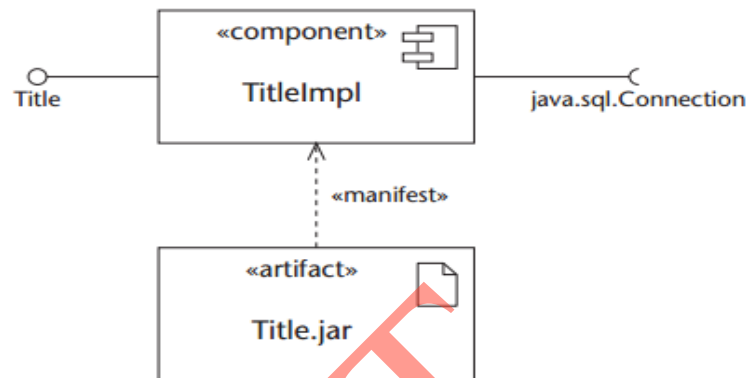 «component»
TitleImpl
Title
java.sql.Connection
«manifest»
«artifact»
Title.jar
T